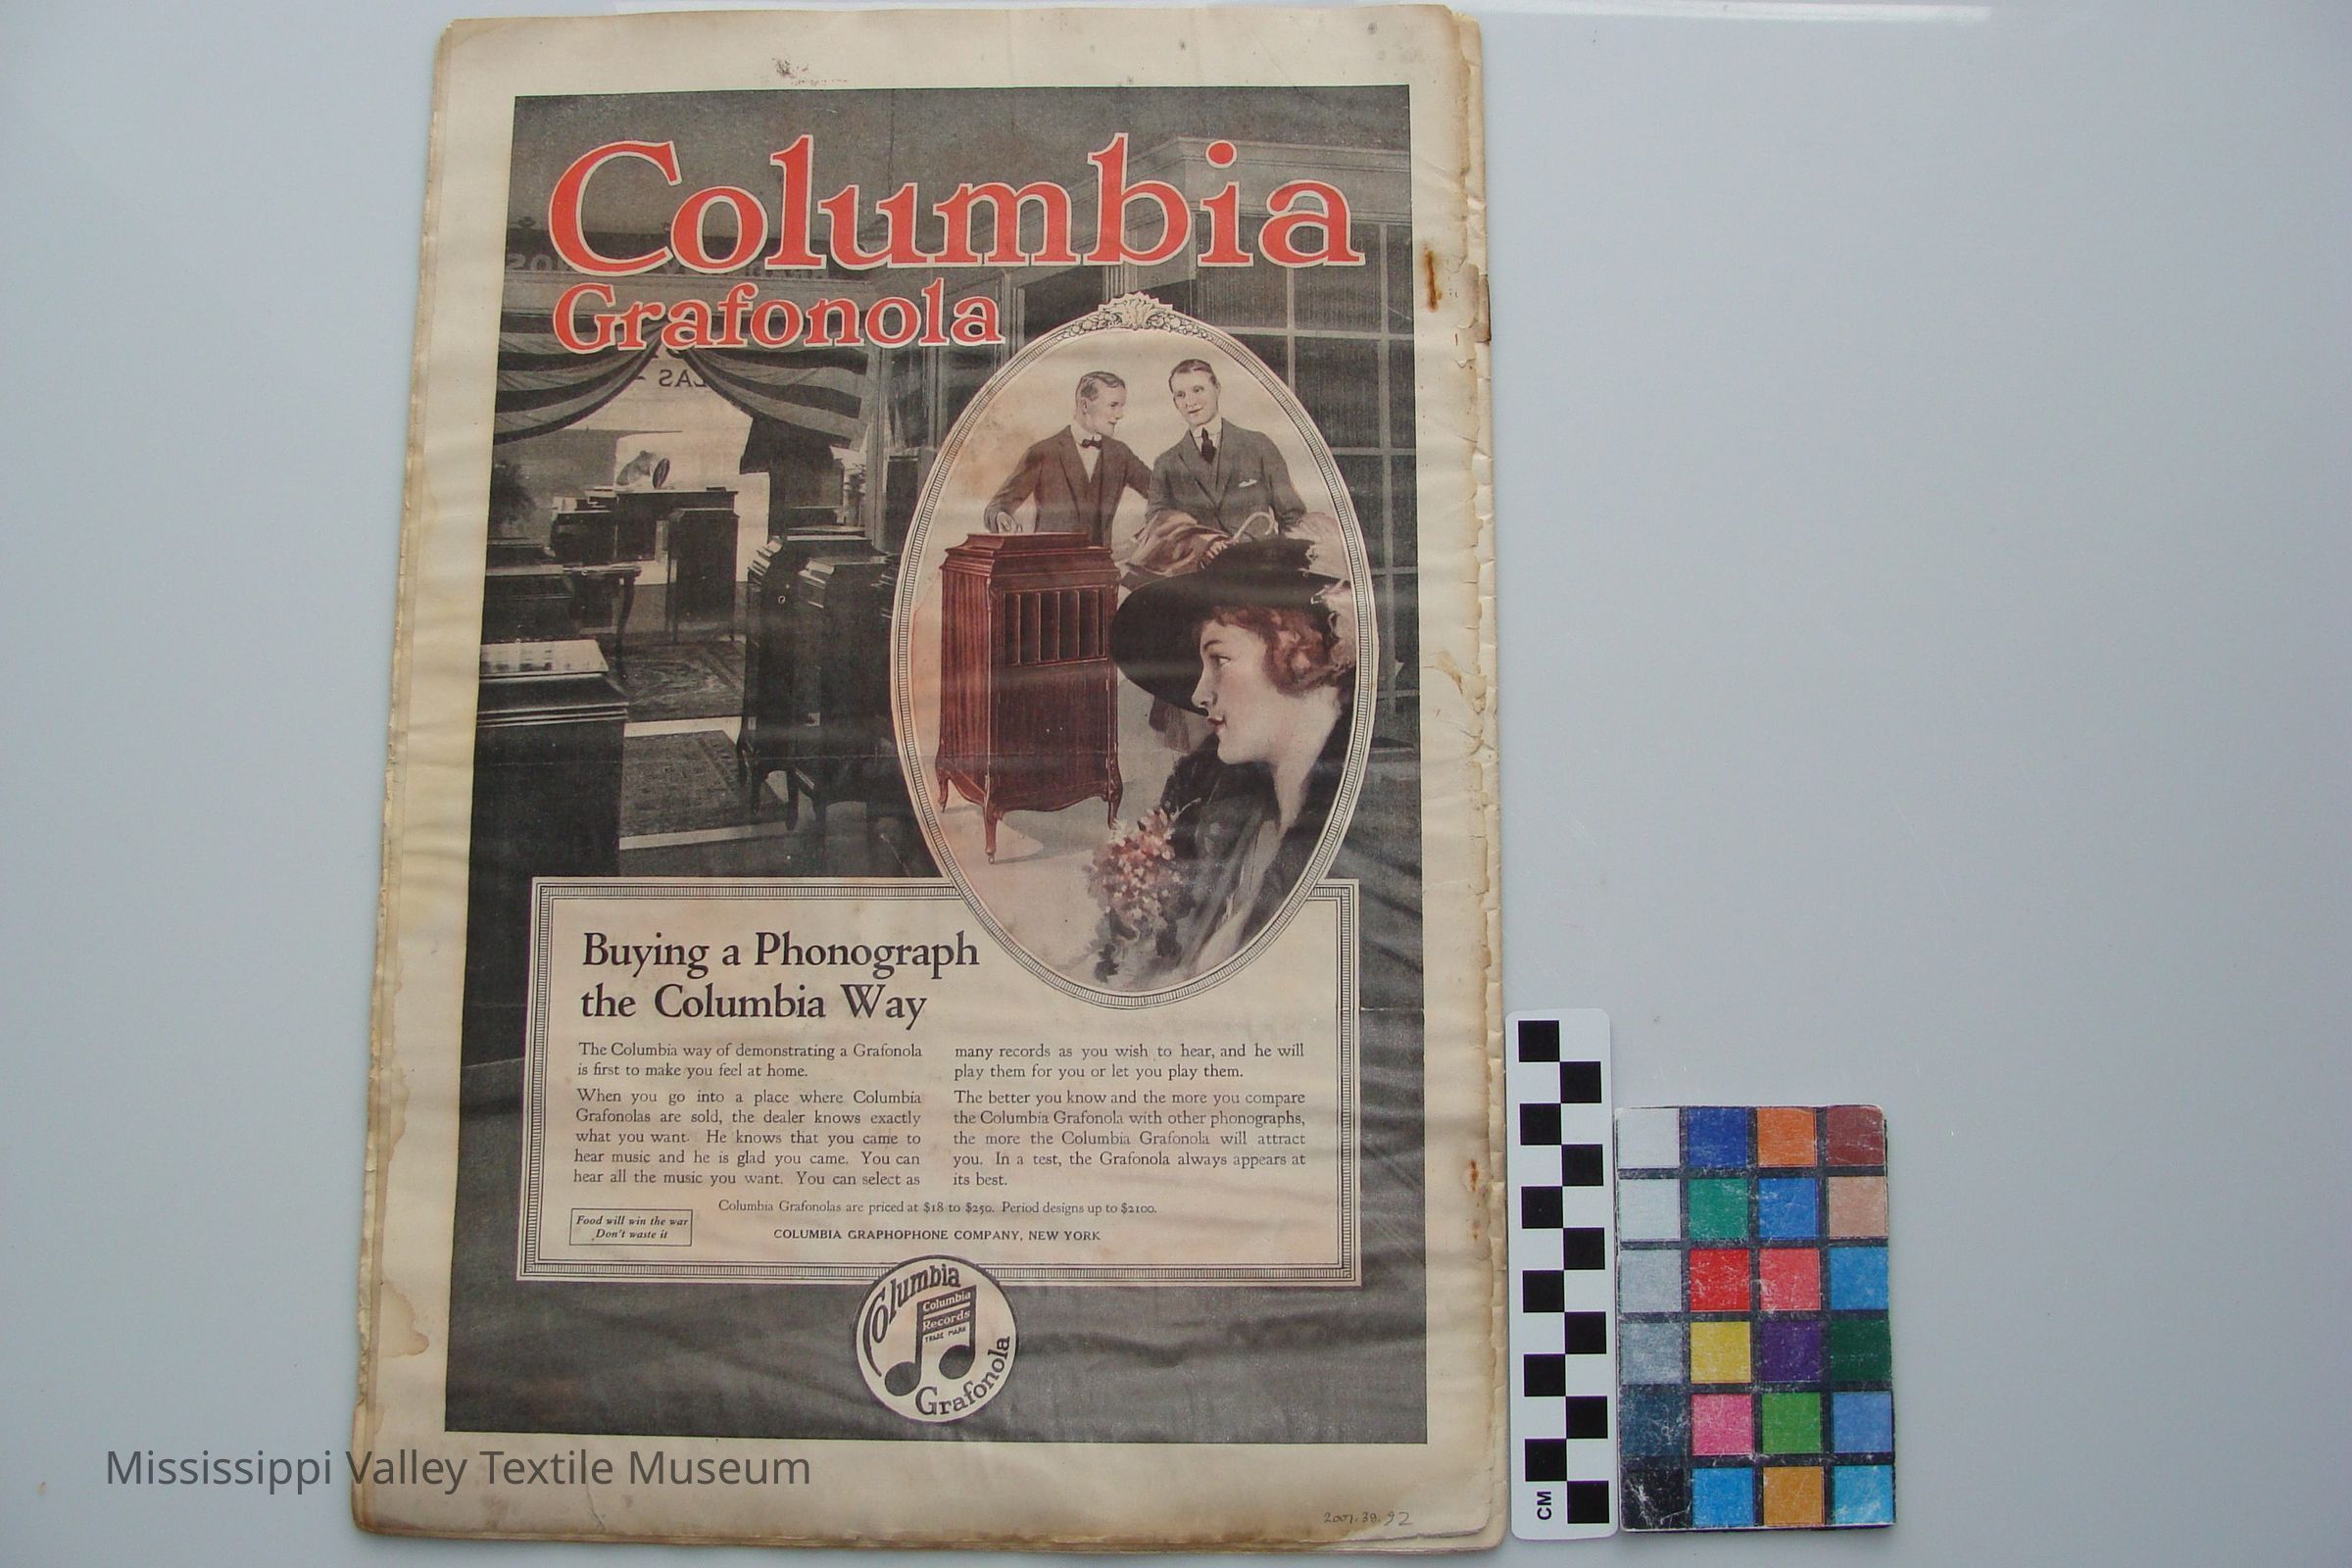 Columbia
Grafonola
Buying a Phonograph
the Columbia Way
The Columbia way of demonstrating a Grafonola
is first to make you feel at home.
When you go into a place where Columbia
Grafonolas are sold, the dealer knows exactly
what you want. He knows that you came to
hear music and he is glad you came. You can
hear all the music you want. You can select as
many records as you wish to hear, and he will
play them for you or let you play them.
The better you know and the more you compare
the Columbia Grafonola with other phonographs,
the more the Columbia Grafonola will attract
you. In a test, the Grafonola always appears at
its best.
Columbia Grafonolas are priced at $18 to $250. Period designs up to $2100.
Food will win the war
Don't waste it
COLUMBIA GRAPHOPHONE COMPANY, NEW YORK
Columbia
Columbia
Records
TRADE MARK
Grafonola
Mississippi Valley Textile Museum
2001.38.92
CM